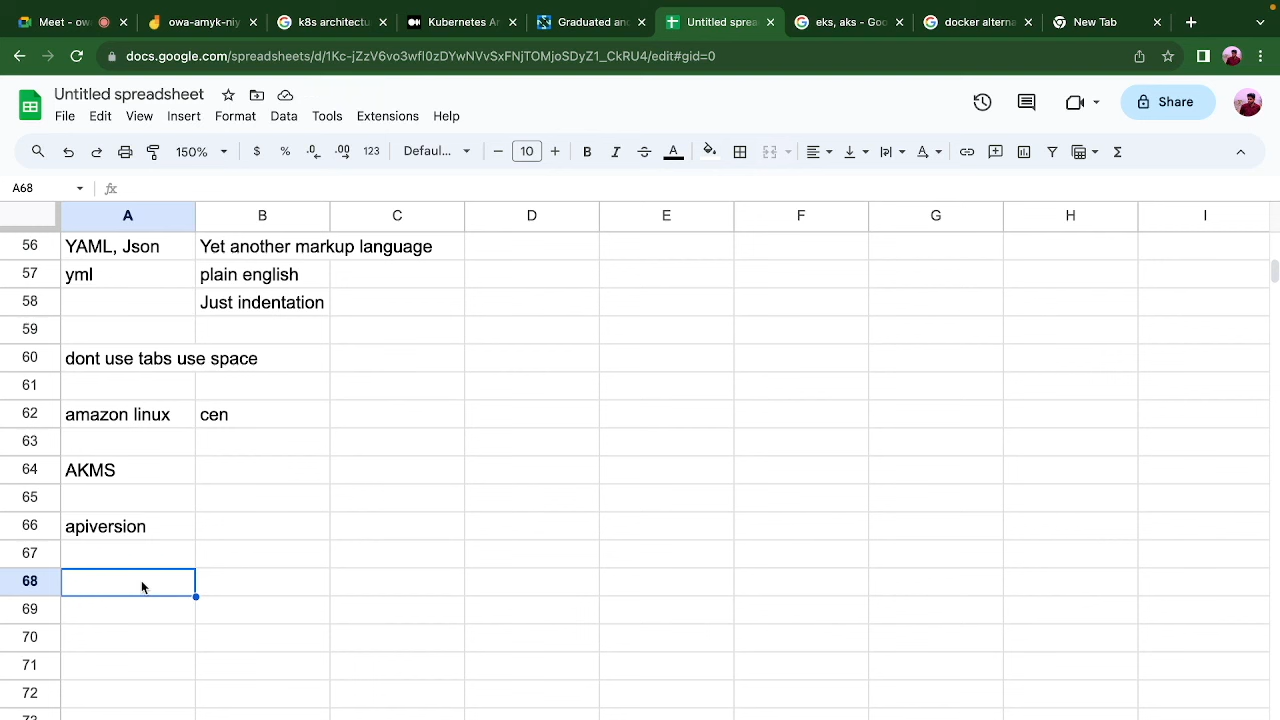 Meet - ow
owa-amyk-niy
k8s architectu
Kubernetes Ar
Graduated and
Untitled sprea
eks, aks - Goo
docker alterna
New Tab
docs.google.com/spreadsheets/d/1Kc-jZzV6vo3wfl0zDYwNVvSxFNjTOMjoSDyZ1_CkRU4/edit#gid=0
Untitled spreadsheet
File Edit View Insert Format Data Tools Extensions Help
Share
150% $ % .0 .00 123 Defaul... 10 B I A
A68 fx
A B C D E F G H I
56 YAML, Json Yet another markup language
57 yml plain english
58 Just indentation
59
60 dont use tabs use space
61
62 amazon linux cen
63
64 AKMS
65
66 apiversion
67
68
69
70
71
72
73